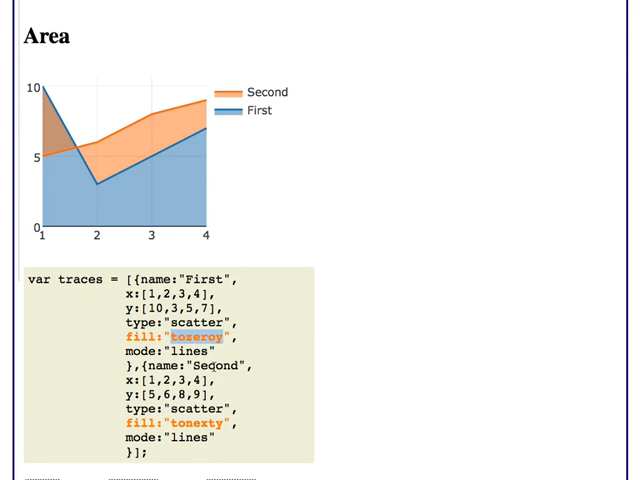 Area
10
5
0
1 2 3 4
Second
First
var traces = [{name:"First",
x:[1,2,3,4],
y:[10,3,5,7],
type:"scatter",
fill:"tozeroy",
mode:"lines"
},{name:"Second",
x:[1,2,3,4],
y:[5,6,8,9],
type:"scatter",
fill:"tonexty",
mode:"lines"
}];